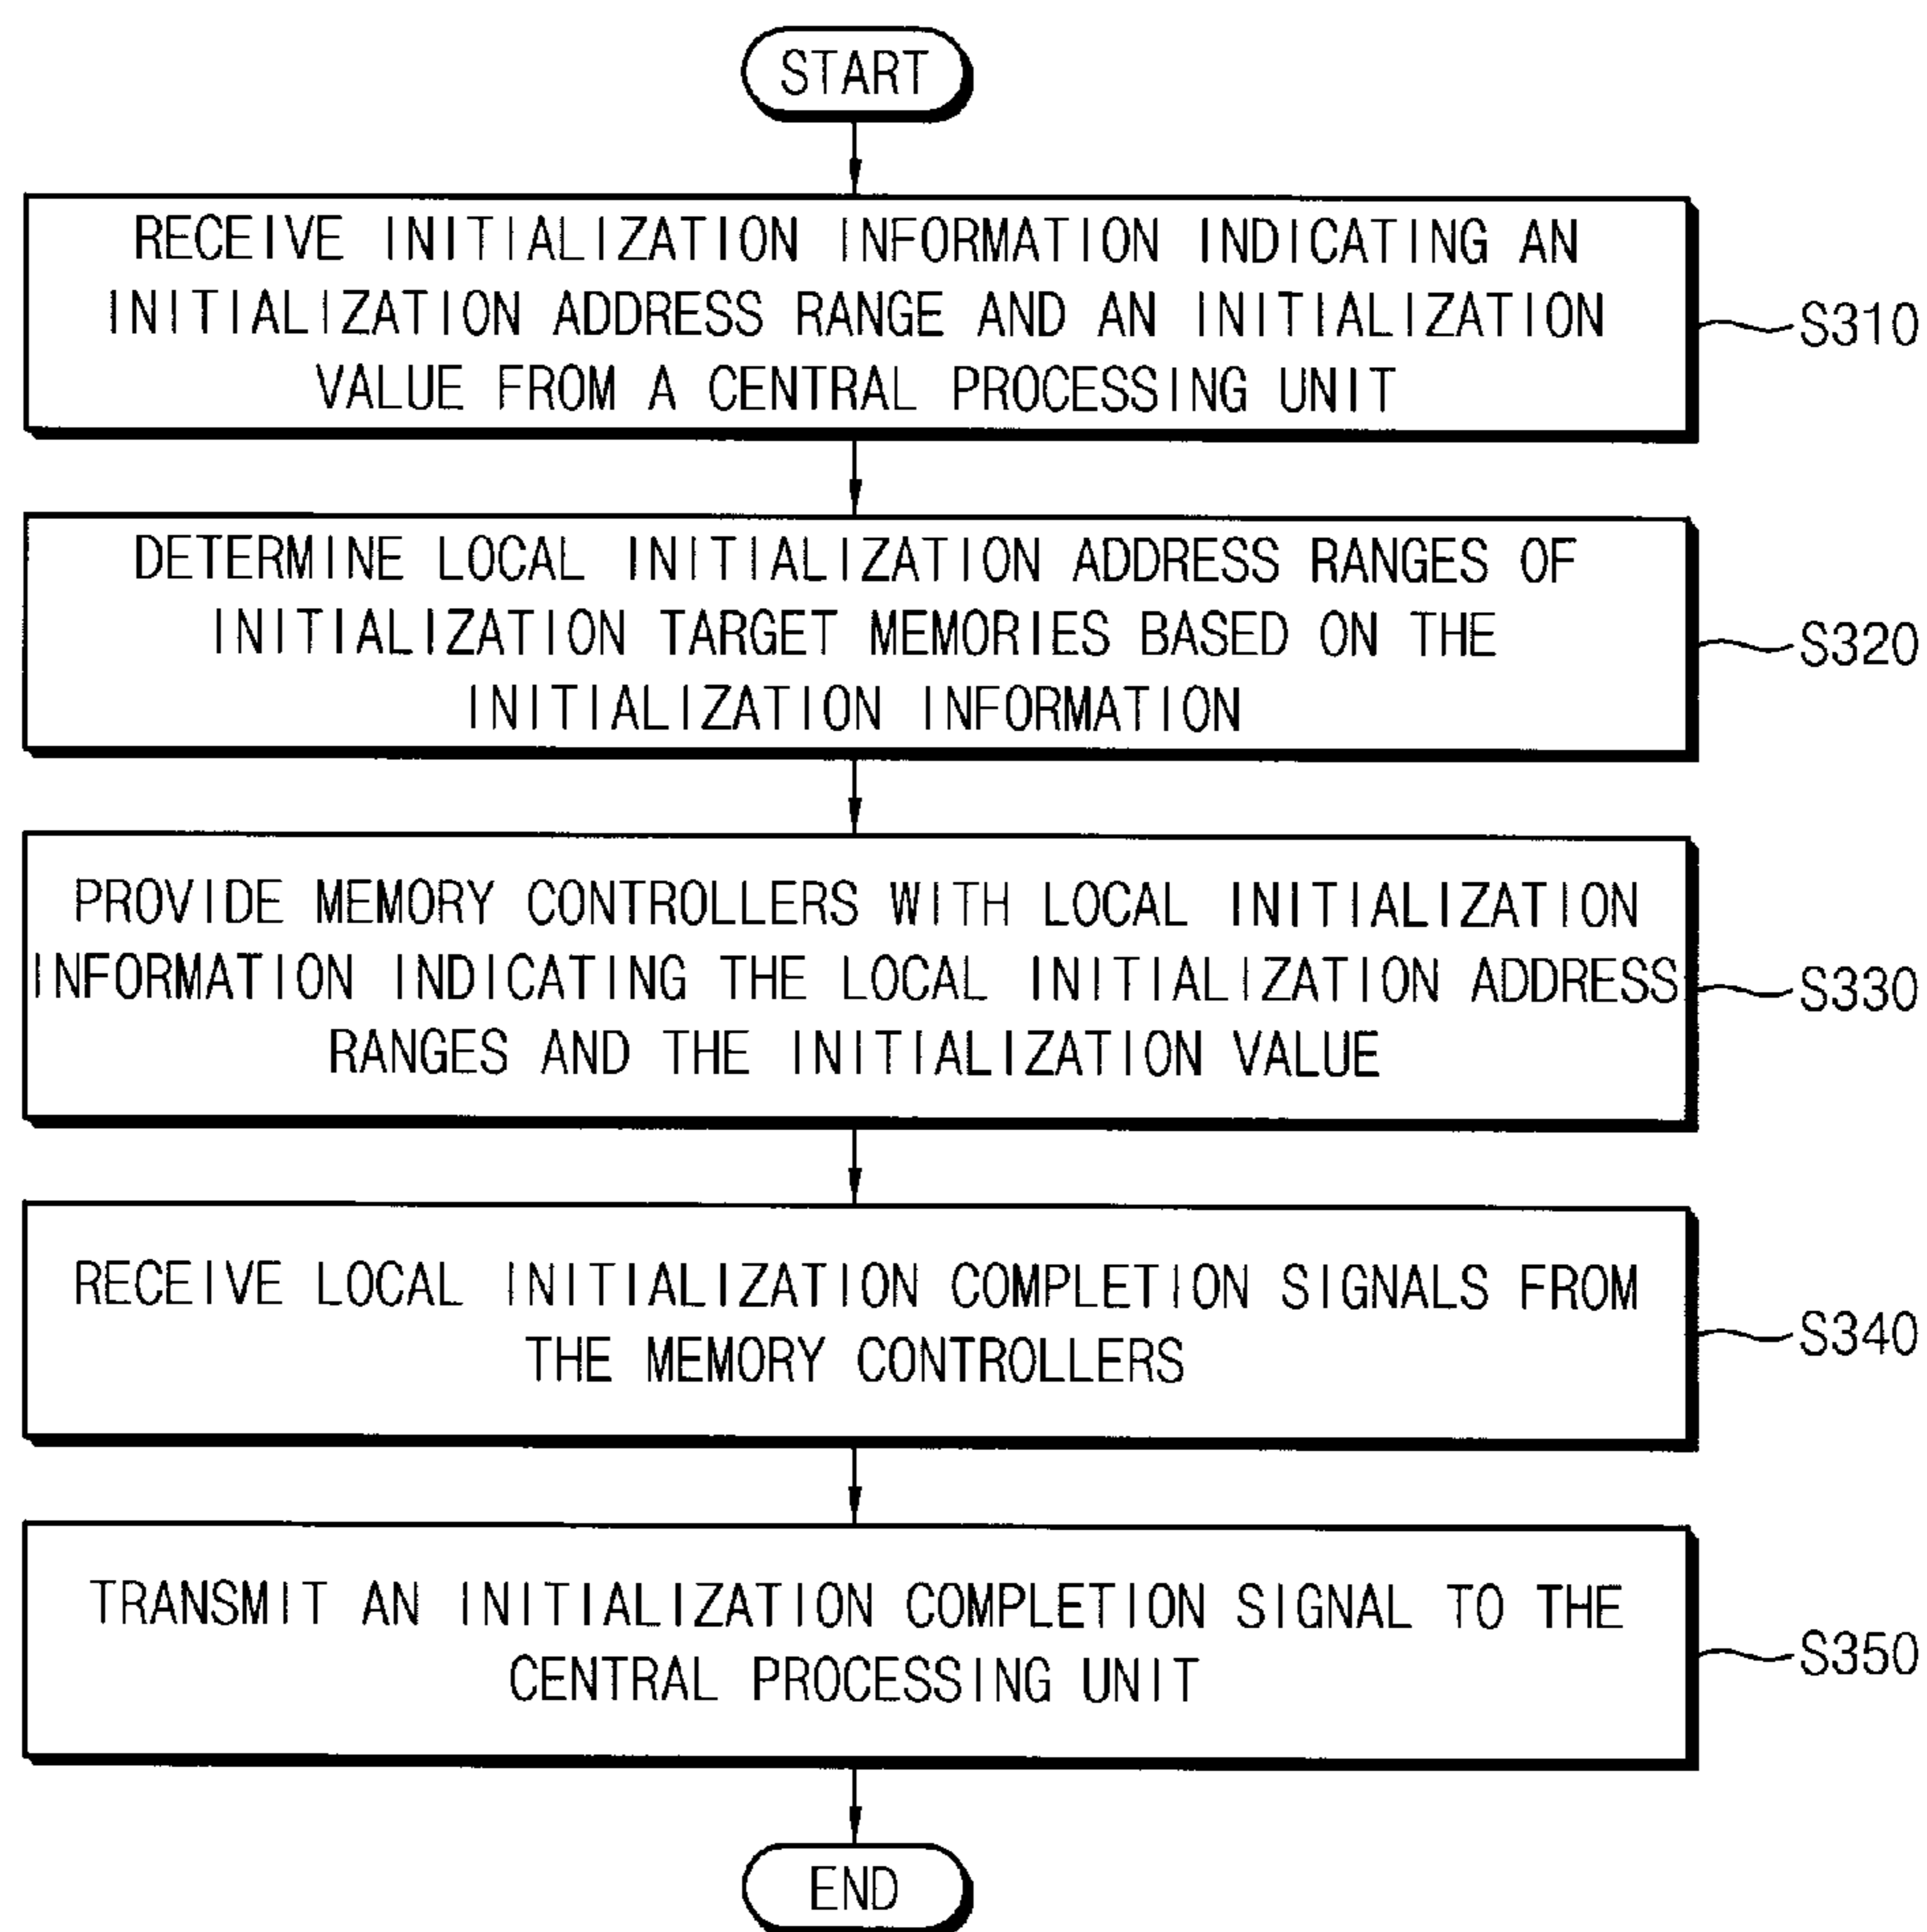 START
RECEIVE INITIALIZATION INFORMATION INDICATING AN
INITIALIZATION ADDRESS RANGE AND AN INITIALIZATION
VALUE FROM A CENTRAL PROCESSING UNIT
S310
DETERMINE LOCAL INITIALIZATION ADDRESS RANGES OF
INITIALIZATION TARGET MEMORIES BASED ON THE
INITIALIZATION INFORMATION
S320
PROVIDE MEMORY CONTROLLERS WITH LOCAL INITIALIZATION
INFORMATION INDICATING THE LOCAL INITIALIZATION ADDRESS
RANGES AND THE INITIALIZATION VALUE
S330
RECEIVE LOCAL INITIALIZATION COMPLETION SIGNALS FROM
THE MEMORY CONTROLLERS
S340
TRANSMIT AN INITIALIZATION COMPLETION SIGNAL TO THE
CENTRAL PROCESSING UNIT
S350
END